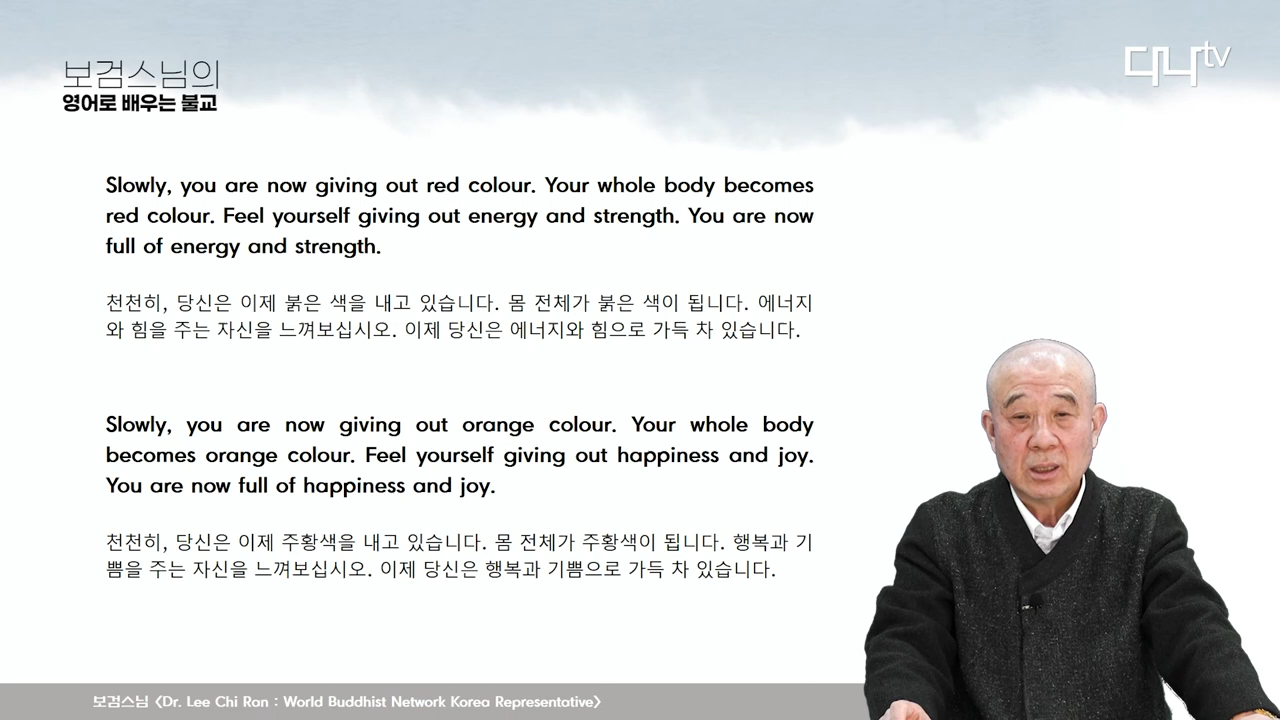 보검스님의
영어로 배우는 불교
디나tv
Slowly, you are now giving out red colour. Your whole body becomes
red colour. Feel yourself giving out energy and strength. You are now
full of energy and strength.
천천히, 당신은 이제 붉은 색을 내고 있습니다. 몸 전체가 붉은 색이 됩니다. 에너지
와 힘을 주는 자신을 느껴보십시오. 이제 당신은 에너지와 힘으로 가득 차 있습니다.
Slowly, you are now giving out orange colour. Your whole body
becomes orange colour. Feel yourself giving out happiness and joy.
You are now full of happiness and joy.
천천히, 당신은 이제 주황색을 내고 있습니다. 몸 전체가 주황색이 됩니다. 행복과 기
쁨을 주는 자신을 느껴보십시오. 이제 당신은 행복과 기쁨으로 가득 차 있습니다.
보검스님 <Dr. Lee Chi Ran : World Buddhist Network Korea Representative>